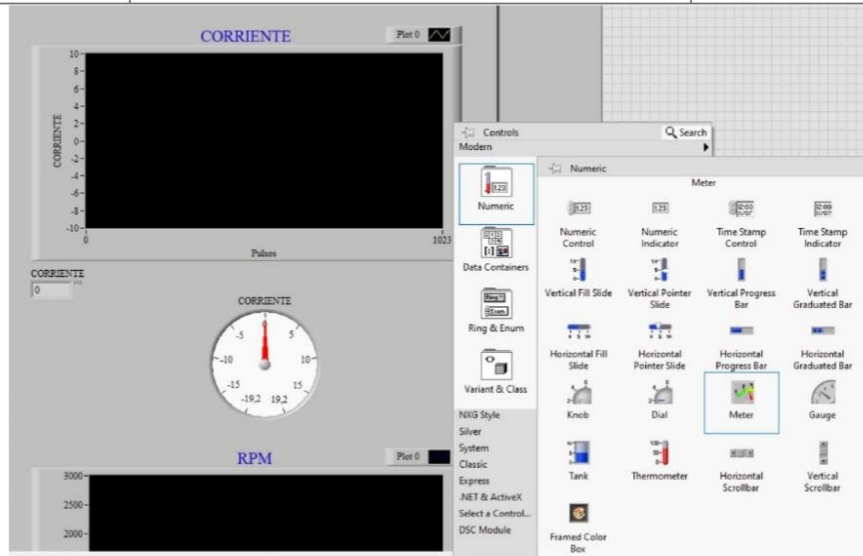 CORRIENTE
Plot 0
10
8
6
4
2
0
-2
-4
-6
-8
-10
CORRIENTE
0
1023
Pulsos
CORRIENTE
0
CORRIENTE
0
-5
5
-10
10
-15
15
-19,2
19,2
RPM
Plot 0
3000
2500
2000
Controls
Search
Modern
Numeric
Data Containers
Ring & Enum
Variant & Class
NXG Style
Silver
System
Classic
Express
.NET & ActiveX
Select a Control...
DSC Module
Numeric
Meter
Numeric
Control
Numeric
Indicator
Time Stamp
Control
Time Stamp
Indicator
Vertical Fill Slide
Vertical Pointer
Slide
Vertical Progress
Bar
Vertical
Graduated Bar
Horizontal Fill
Slide
Horizontal
Pointer Slide
Horizontal
Progress Bar
Horizontal
Graduated Bar
Knob
Dial
Meter
Gauge
Tank
Thermometer
Horizontal
Scrollbar
Vertical
Scrollbar
Framed Color
Box